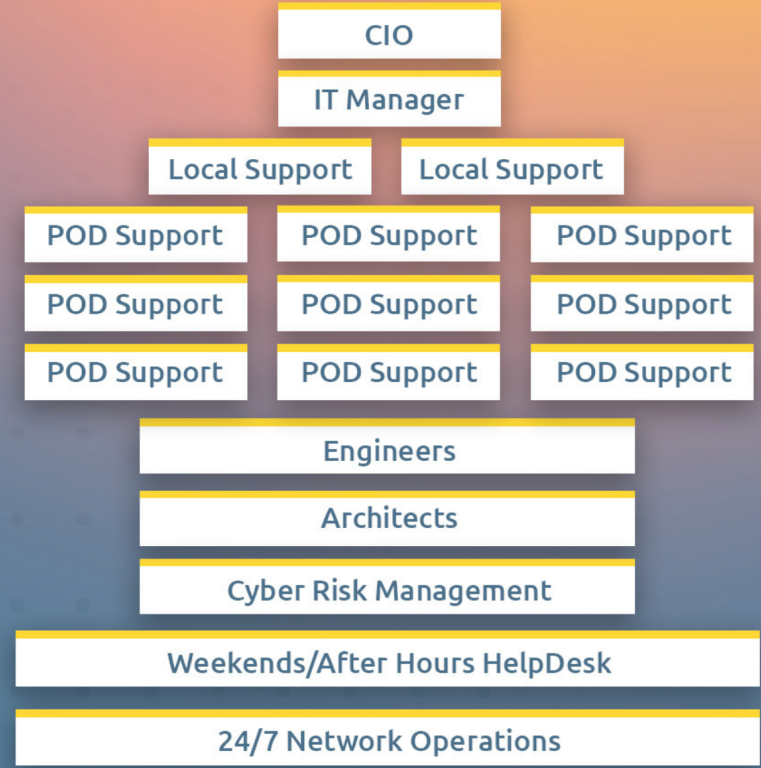 CIO
IT Manager
Local Support Local Support
POD Support POD Support POD Support
POD Support POD Support POD Support
POD Support POD Support POD Support
Engineers
Architects
Cyber Risk Management
Weekends/After Hours HelpDesk
24/7 Network Operations